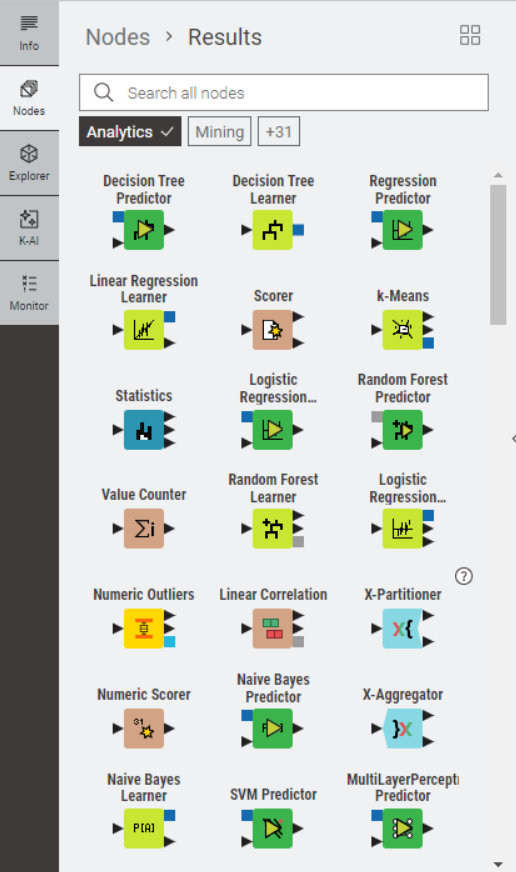 Info
Nodes
Explorer
K-AI
Monitor
Nodes > Results
Search all nodes
Analytics
Mining
+31
Decision Tree
Predictor
Decision Tree
Learner
Regression
Predictor
Linear Regression
Learner
Scorer
k-Means
Statistics
Logistic
Regression...
Random Forest
Predictor
Value Counter
Σi
Random Forest
Learner
Logistic
Regression...
?
Numeric Outliers
Linear Correlation
X-Partitioner
X{
Numeric Scorer
31
Naive Bayes
Predictor
X-Aggregator
}X
Naive Bayes
Learner
P[A]
SVM Predictor
MultiLayerPercept
Predictor